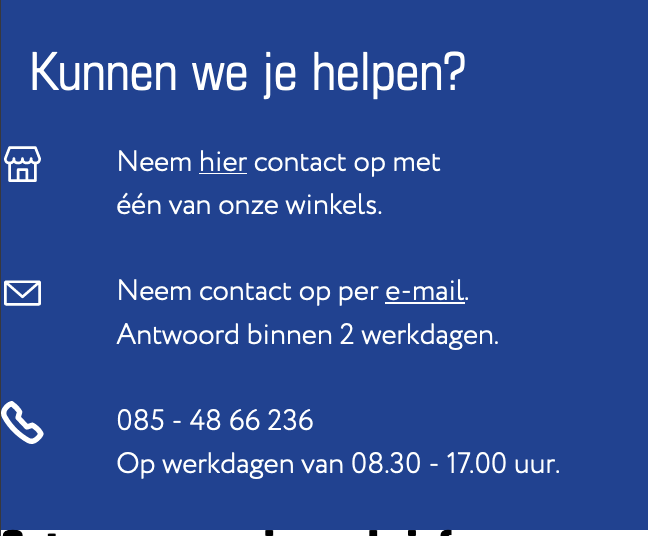 Kunnen we je helpen?
Neem hier contact op met
één van onze winkels.
Neem contact op per e-mail.
Antwoord binnen 2 werkdagen.
085 - 48 66 236
Op werkdagen van 08.30 - 17.00 uur.